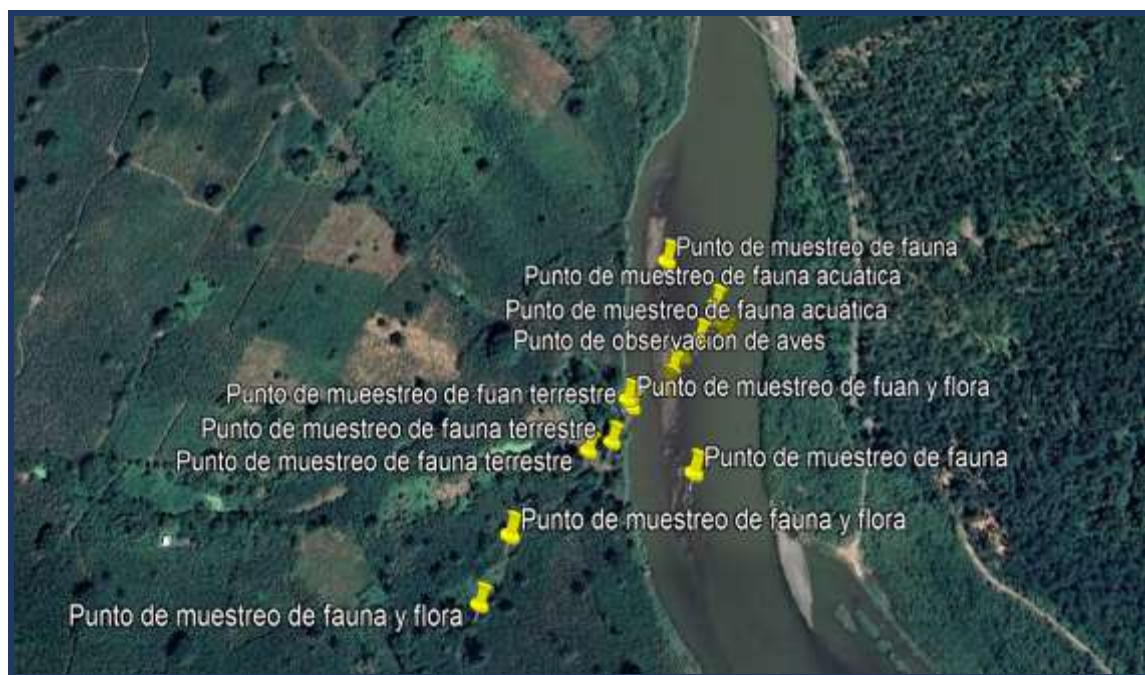 Punto de muestreo de fauna
Punto de muestreo de fauna acuática
Punto de muestreo de fauna acuática
Punto de observación de aves
Punto de mueestreo de fuan terrestre
Punto de muestreo de fuan y flora
Punto de muestreo de fauna terrestre
Punto de muestreo de fauna terrestre
Punto de muestreo de fauna
Punto de muestreo de fauna y flora
Punto de muestreo de fauna y flora